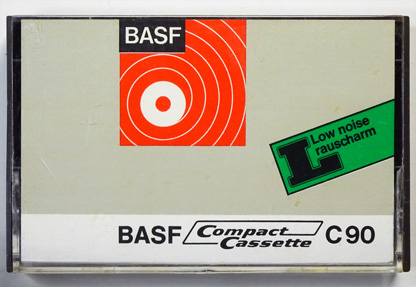 BASF
Low noise
rauscharm
L
BASF Compact Cassette C90